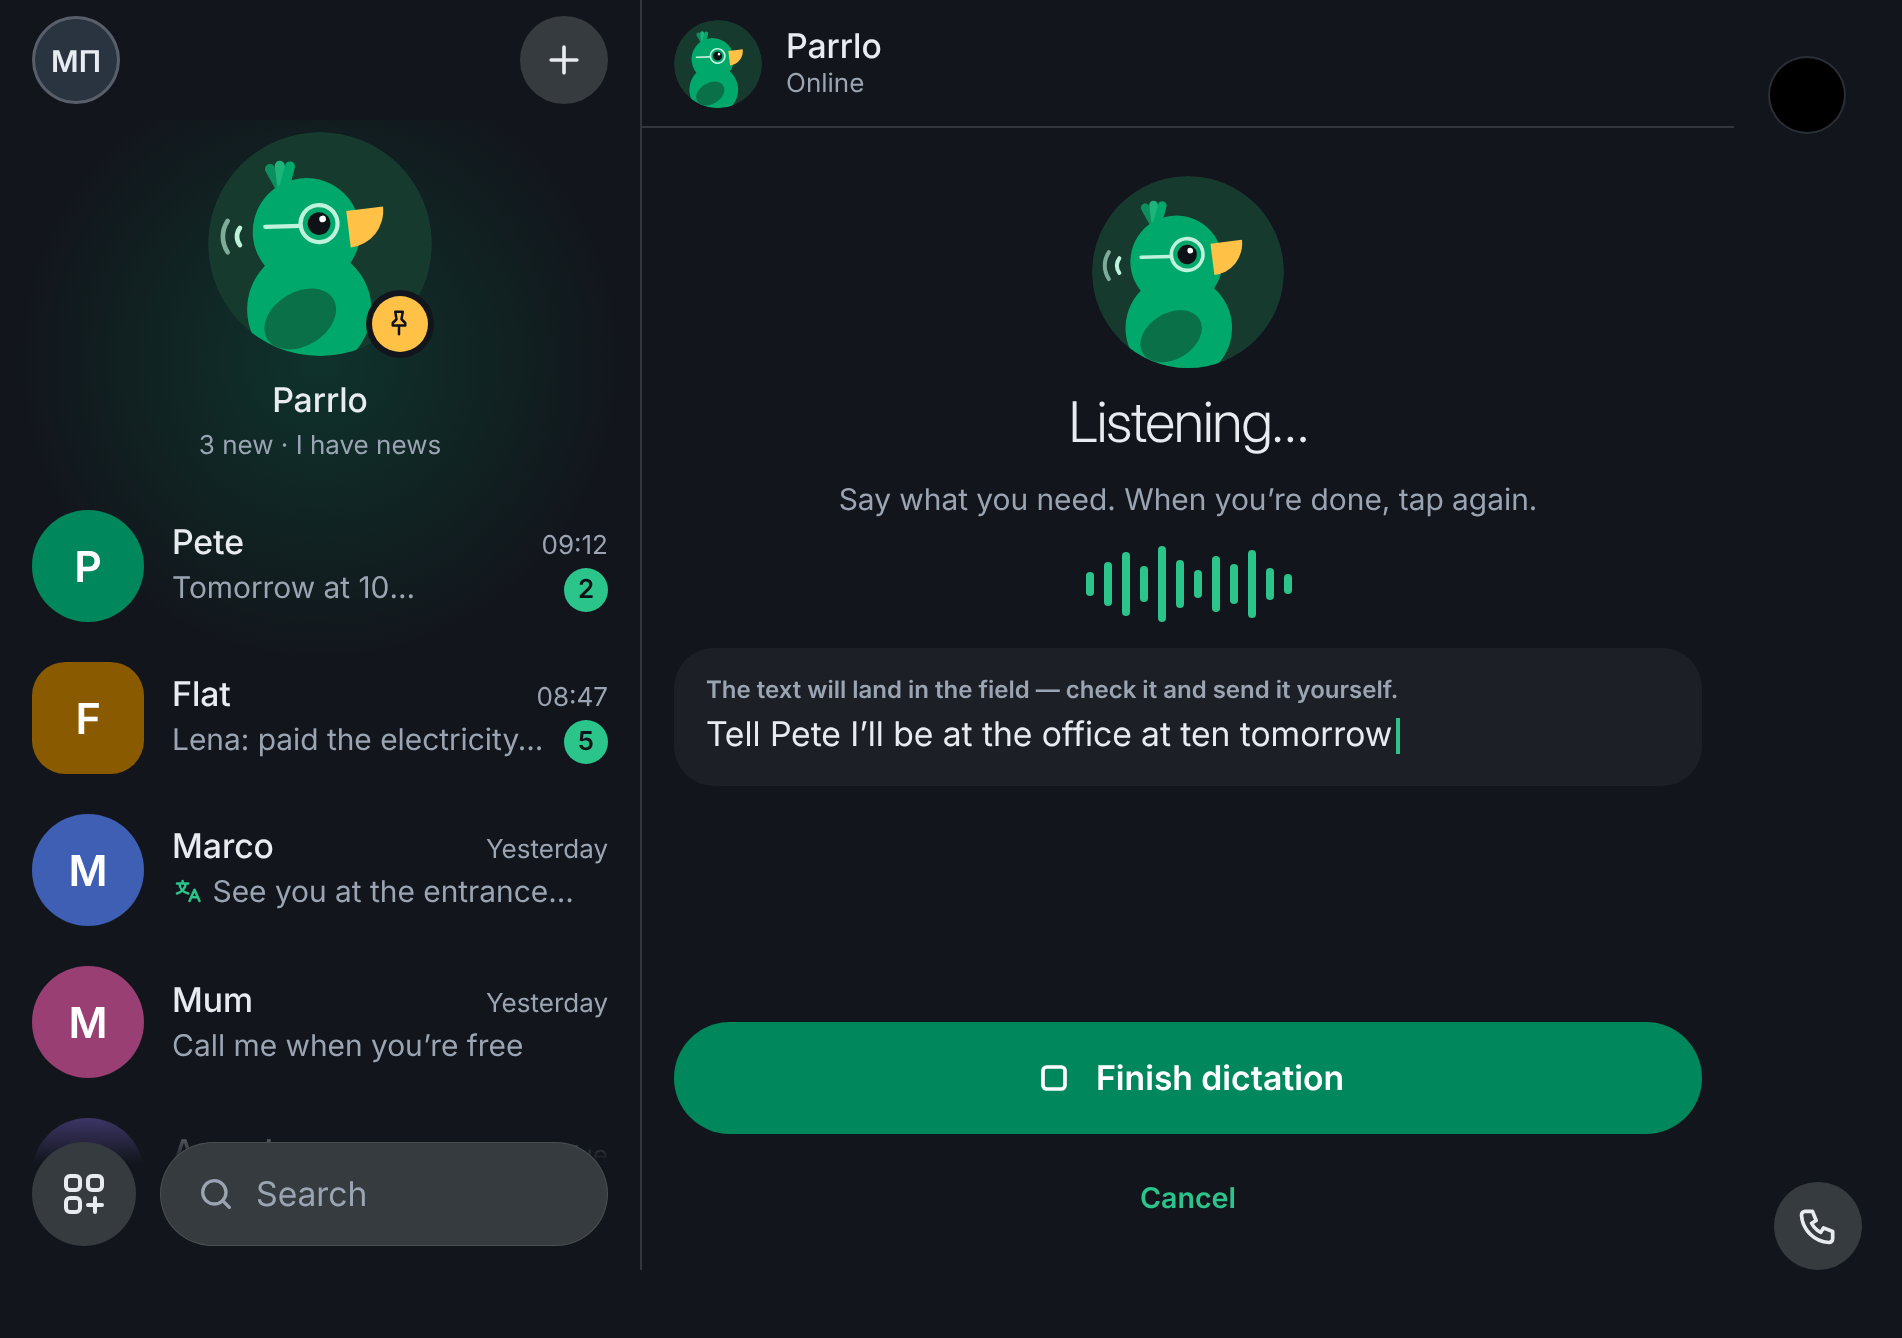 МП
Parrlo
3 new · I have news
P
Pete
09:12
Tomorrow at 10...
2
F
Flat
08:47
Lena: paid the electricity...
5
M
Marco
Yesterday
See you at the entrance...
M
Mum
Yesterday
Call me when you’re free
Search
Parrlo
Online
Listening...
Say what you need. When you’re done, tap again.
The text will land in the field — check it and send it yourself.
Tell Pete I’ll be at the office at ten tomorrow
Finish dictation
Cancel